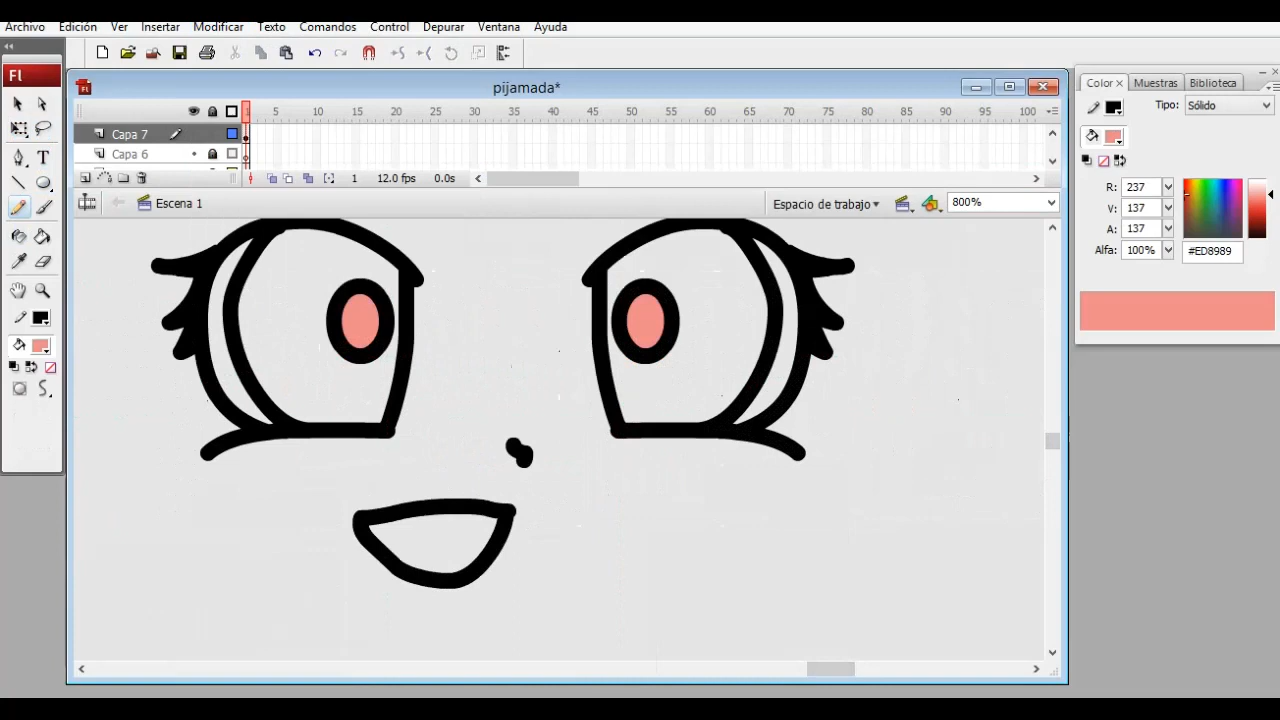 Archivo Edición Ver Insertar Modificar Texto Comandos Control Depurar Ventana Ayuda
Fl
pijamada*
Color Muestras Biblioteca
Tipo: Sólido
5 10 15 20 25 30 35 40 45 50 55 60 65 70 75 80 85 90 95 100
Capa 7
Capa 6
1 12.0 fps 0.0s
Escena 1
Espacio de trabajo 800%
R: 237
V: 137
A: 137
Alfa: 100% #ED8989
T